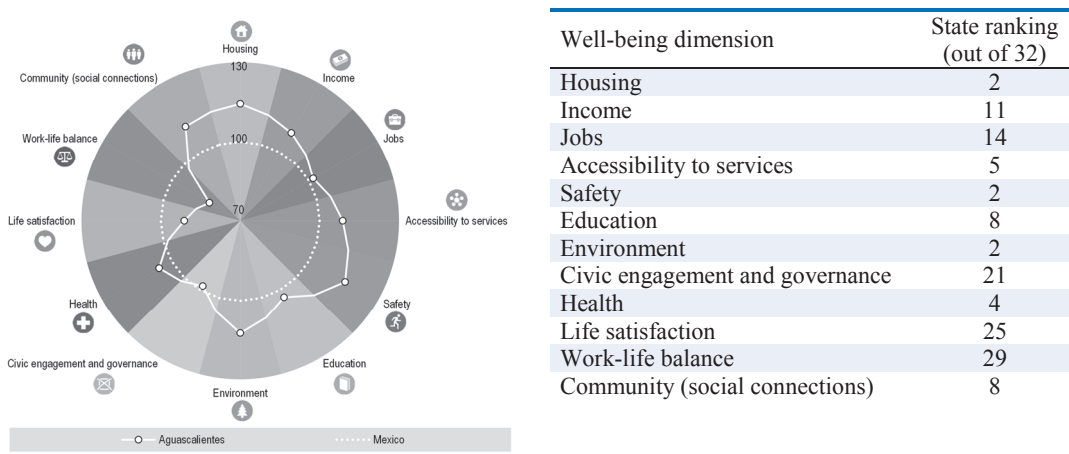 Housing
130
Community (social connections)
Income
Work-life balance
100
Jobs
70
Life satisfaction
Accessibility to services
Health
Safety
Civic engagement and governance
Education
Environment
Aguascalientes
Mexico
Well-being dimension State ranking (out of 32)
Housing 2
Income 11
Jobs 14
Accessibility to services 5
Safety 2
Education 8
Environment 2
Civic engagement and governance 21
Health 4
Life satisfaction 25
Work-life balance 29
Community (social connections) 8